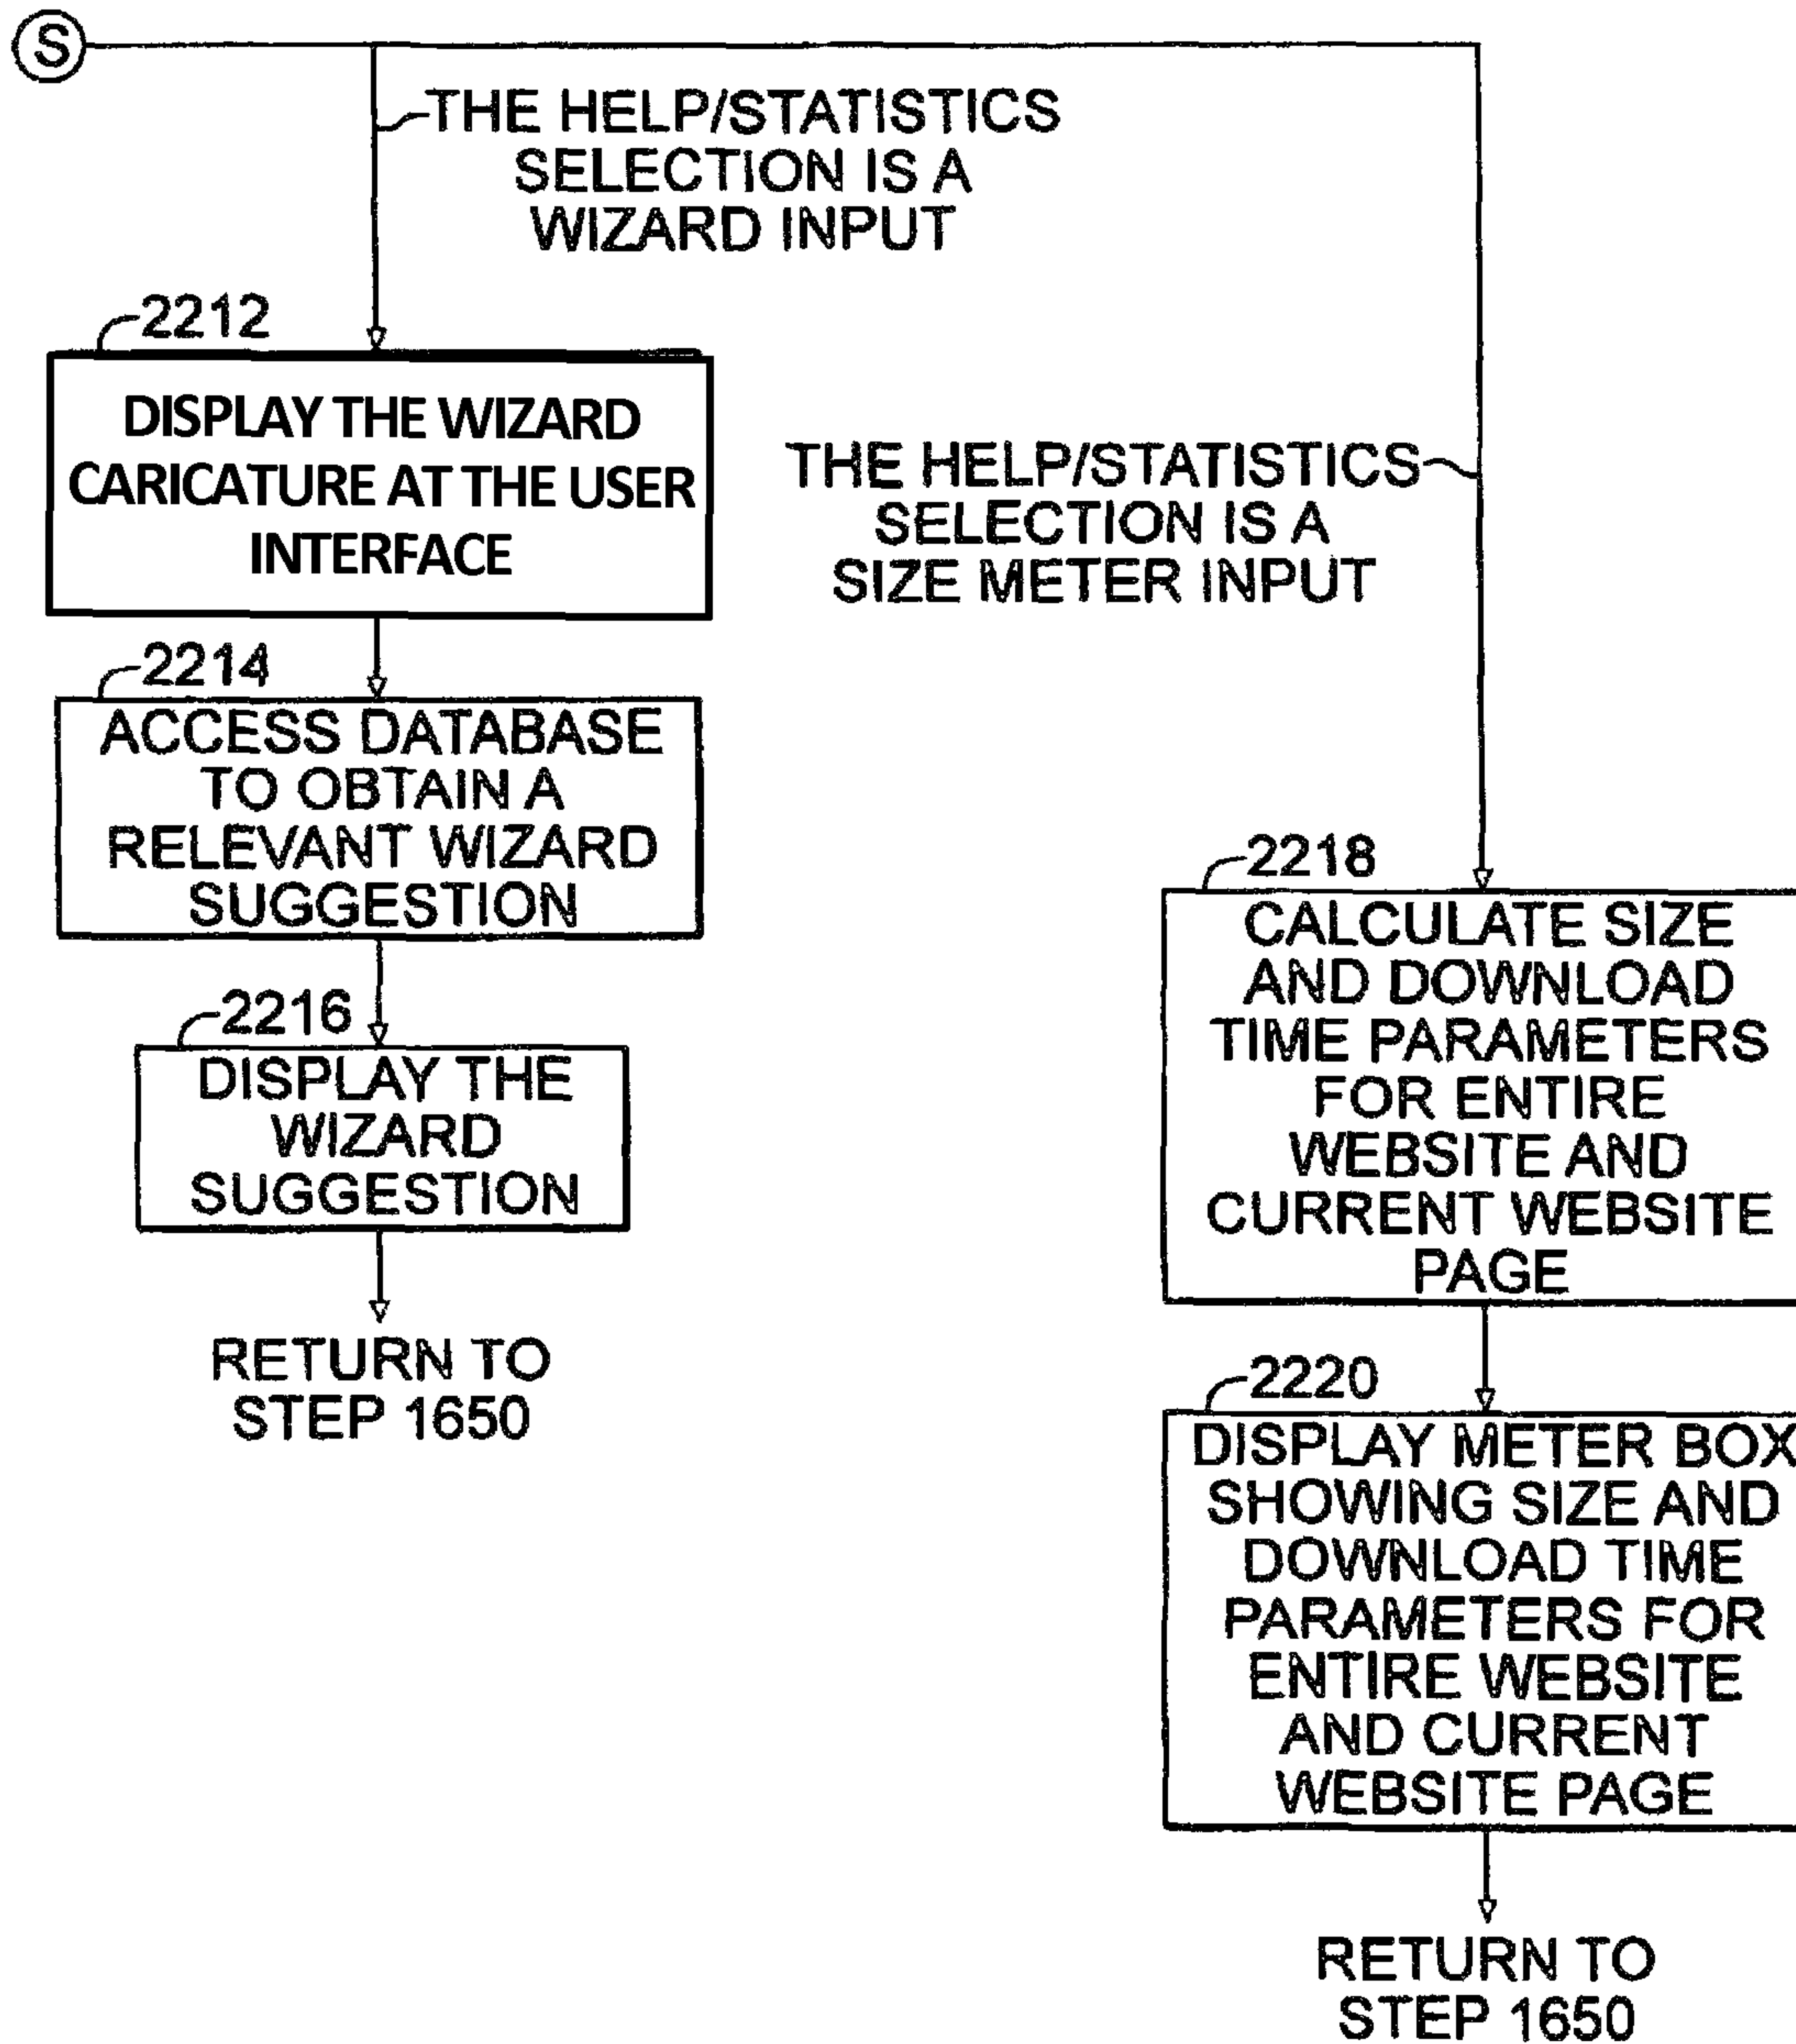 S
THE HELP/STATISTICS
SELECTION IS A
WIZARD INPUT
2212
DISPLAY THE WIZARD
CARICATURE AT THE USER
INTERFACE
2214
ACCESS DATABASE
TO OBTAIN A
RELEVANT WIZARD
SUGGESTION
2216
DISPLAY THE
WIZARD
SUGGESTION
RETURN TO
STEP 1650
THE HELP/STATISTICS
SELECTION IS A
SIZE METER INPUT
2218
CALCULATE SIZE
AND DOWNLOAD
TIME PARAMETERS
FOR ENTIRE
WEBSITE AND
CURRENT WEBSITE
PAGE
2220
DISPLAY METER BOX
SHOWING SIZE AND
DOWNLOAD TIME
PARAMETERS FOR
ENTIRE WEBSITE
AND CURRENT
WEBSITE PAGE
RETURN TO
STEP 1650